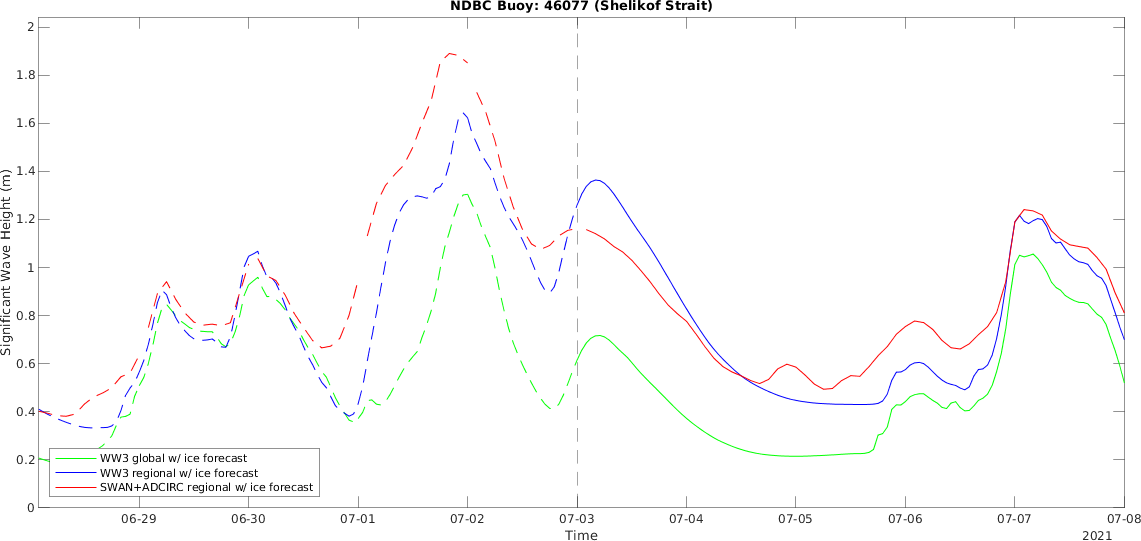 NDBC Buoy: 46077 (Shelikof Strait)
2
1.8
1.6
1.4
1.2
1
0.8
0.6
0.4
0.2
0
Significant Wave Height (m)
WW3 global w/ ice forecast
WW3 regional w/ ice forecast
SWAN+ADCIRC regional w/ ice forecast
06-29 06-30 07-01 07-02 07-03 07-04 07-05 07-06 07-07 07-08
Time
2021